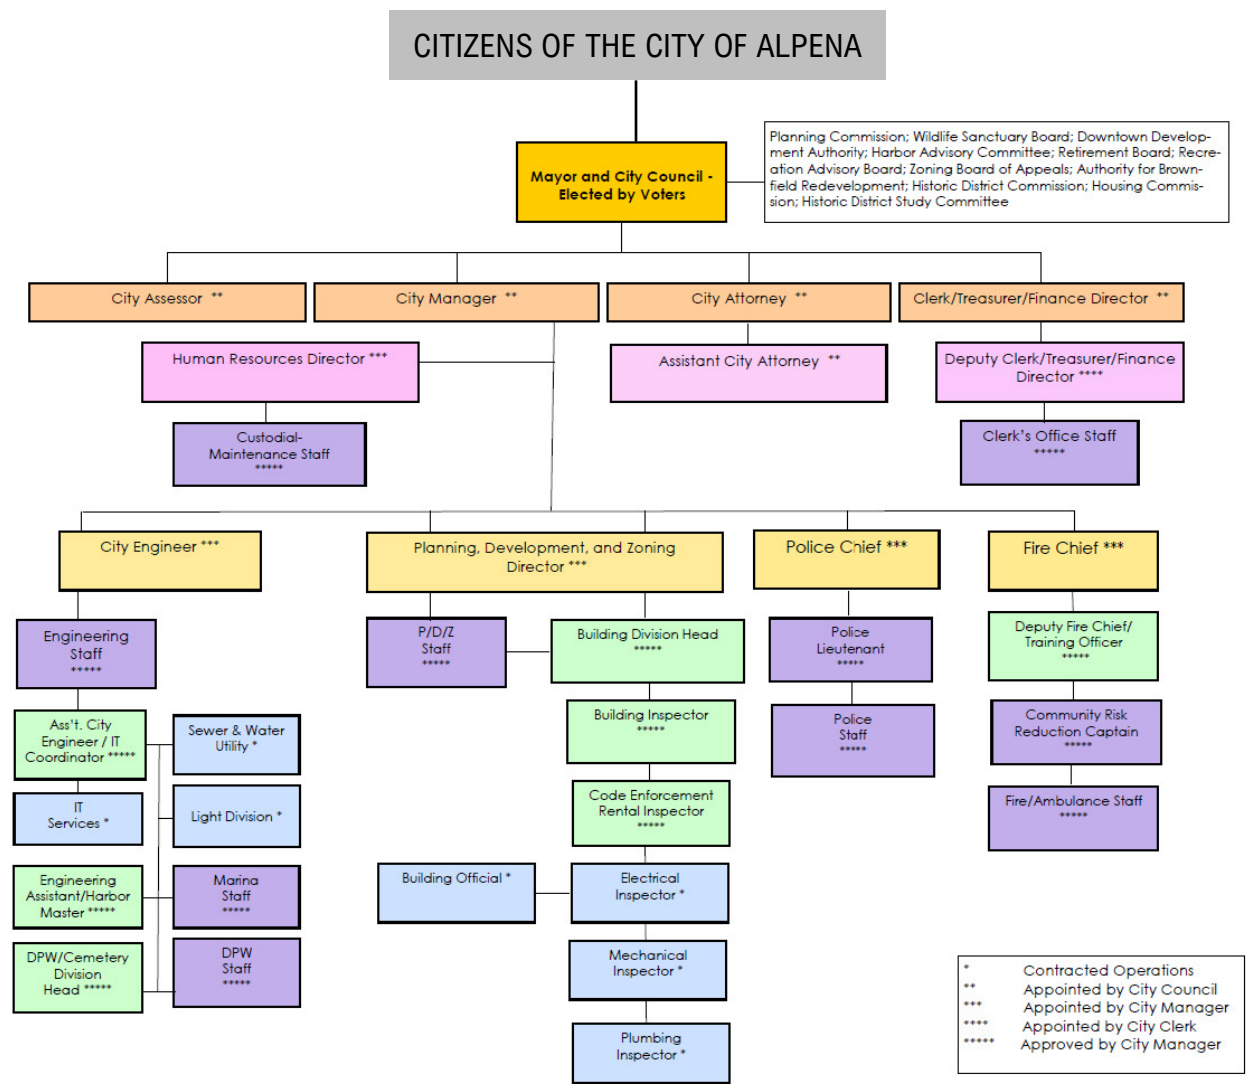 CITIZENS OF THE CITY OF ALPENA
Mayor and City Council -
Elected by Voters
Planning Commission; Wildlife Sanctuary Board; Downtown Develop-
ment Authority; Harbor Advisory Committee; Retirement Board; Recre-
ation Advisory Board; Zoning Board of Appeals; Authority for Brown-
field Redevelopment; Historic District Commission; Housing Commis-
sion; Historic District Study Committee
City Assessor **
City Manager **
City Attorney **
Clerk/Treasurer/Finance Director **
Human Resources Director ***
Assistant City Attorney **
Deputy Clerk/Treasurer/Finance
Director ****
Custodial-
Maintenance Staff
*****
Clerk's Office Staff
*****
City Engineer ***
Planning, Development, and Zoning
Director ***
Police Chief ***
Fire Chief ***
Engineering
Staff
*****
P/D/Z
Staff
*****
Building Division Head
*****
Police
Lieutenant
*****
Deputy Fire Chief/
Training Officer
*****
Ass't. City
Engineer / IT
Coordinator *****
Sewer & Water
Utility *
Building Inspector
*****
Police
Staff
*****
Community Risk
Reduction Captain
*****
IT
Services *
Light Division *
Code Enforcement
Rental Inspector
*****
Fire/Ambulance Staff
*****
Engineering
Assistant/Harbor
Master *****
Marina
Staff
*****
Building Official *
Electrical
Inspector *
DPW/Cemetery
Division
Head *****
DPW
Staff
*****
Mechanical
Inspector *
Plumbing
Inspector *
* Contracted Operations
** Appointed by City Council
*** Appointed by City Manager
**** Appointed by City Clerk
***** Approved by City Manager